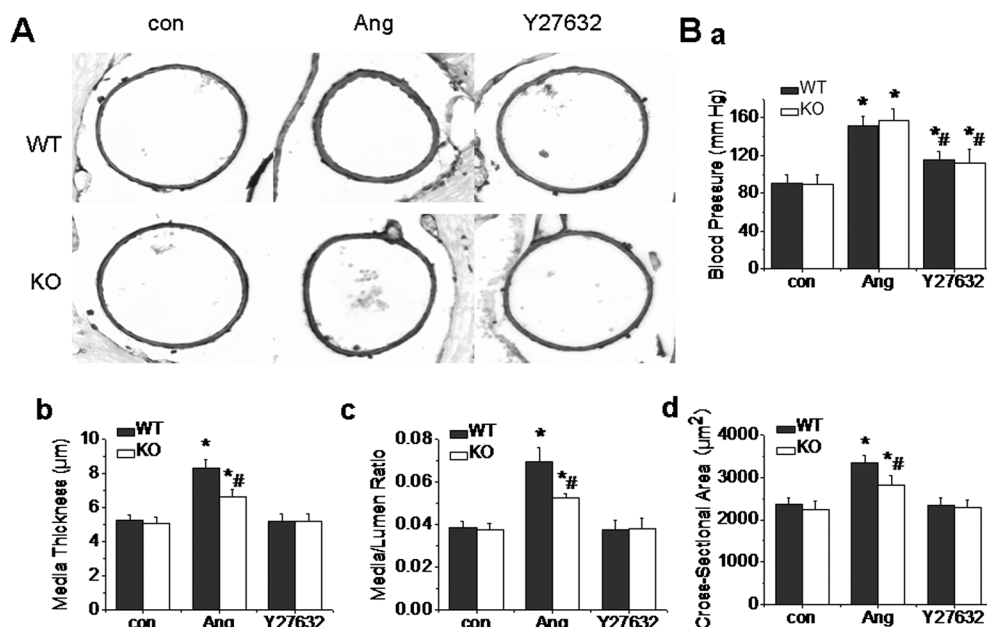 A
con
Ang
Y27632
WT
KO
B a
WT
KO
Blood Pressure (mm Hg)
160
120
80
40
0
* * *# *#
con Ang Y27632
b
WT
KO
Media Thickness (µm)
10
8
6
4
2
0
* *#
con Ang Y27632
c
WT
KO
Media/Lumen Ratio
0.08
0.06
0.04
0.02
0.00
* *#
con Ang Y27632
d
WT
KO
Cross-Sectional Area (µm²)
4000
3000
2000
1000
0
* *#
con Ang Y27632